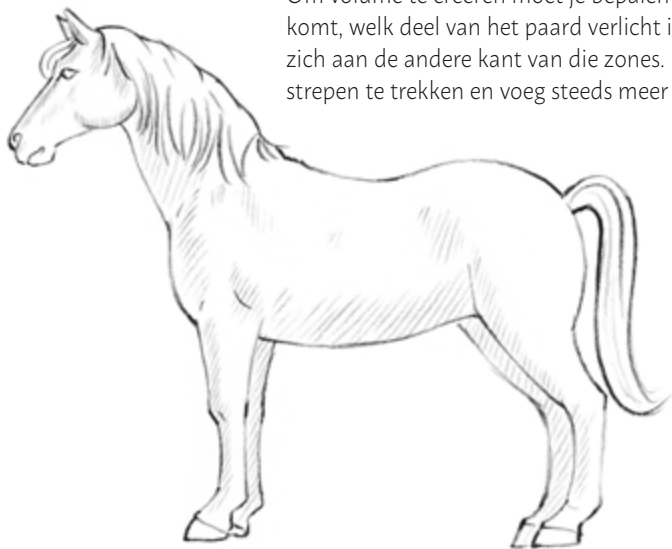 Om volume te creëren moet je bepalen
komt, welk deel van het paard verlicht i
zich aan de andere kant van die zones.
strepen te trekken en voeg steeds meer